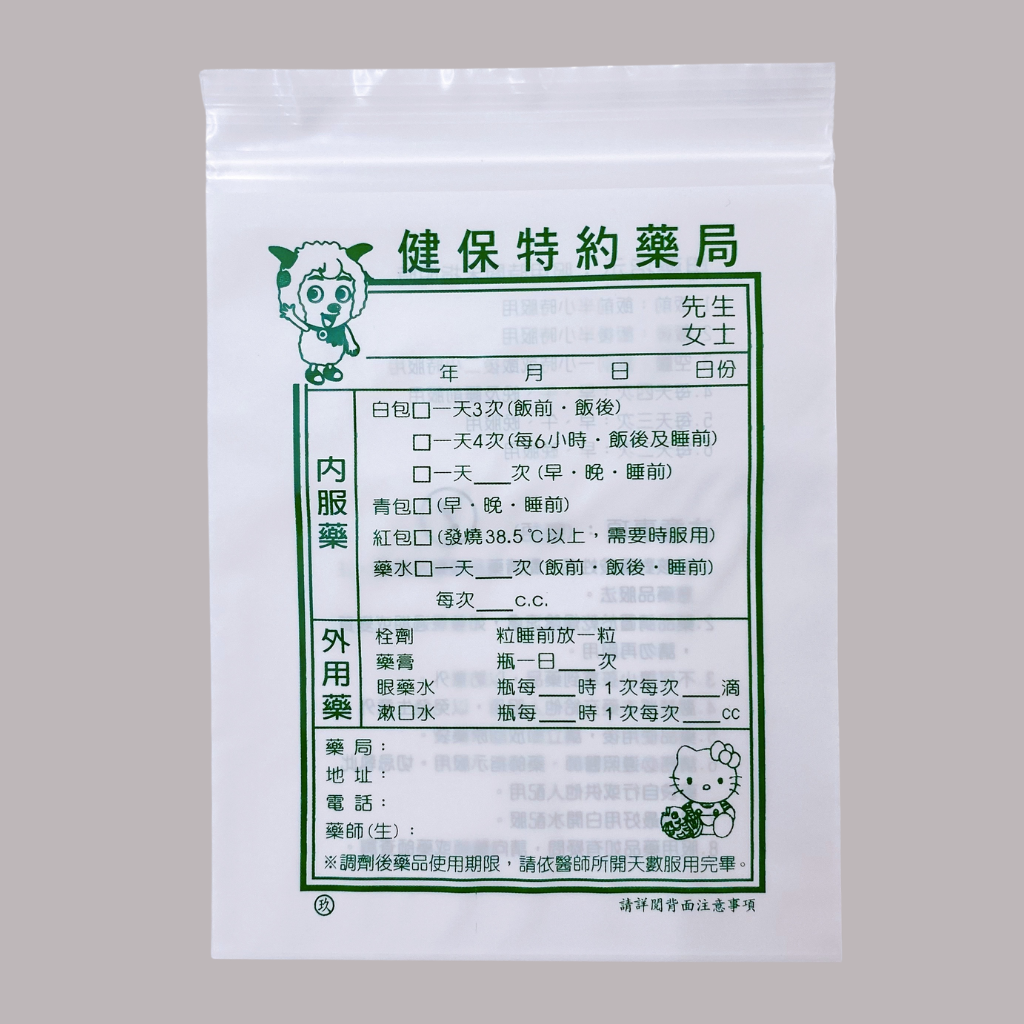 健保特約藥局
先生
女士
年 月 日 日份
內服藥
白包□一天3次(飯前・飯後)
□一天4次(每6小時・飯後及睡前)
□一天___次(早・晚・睡前)
青包□(早・晚・睡前)
紅包□(發燒38.5℃以上，需要時服用)
藥水□一天___次(飯前・飯後・睡前)
每次___c.c.
外用藥
栓劑 粒睡前放一粒
藥膏 瓶一日___次
眼藥水 瓶每___時1次每次___滴
漱口水 瓶每___時1次每次___cc
藥局：
地址：
電話：
藥師(生)：
※調劑後藥品使用期限，請依醫師所開天數服用完畢。
玖
請詳閱背面注意事項